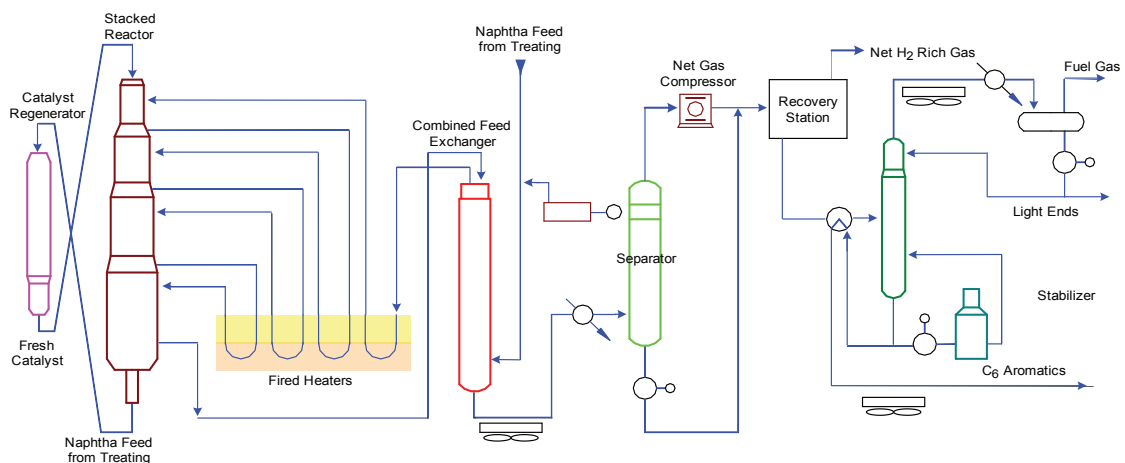 Stacked
Reactor
Naphtha Feed
from Treating
Net H2 Rich Gas
Fuel Gas
Net Gas
Compressor
Catalyst
Regenerator
Combined Feed
Exchanger
Recovery
Station
Light Ends
Separator
Stabilizer
Fresh
Catalyst
Fired Heaters
C6 Aromatics
Naphtha Feed
from Treating